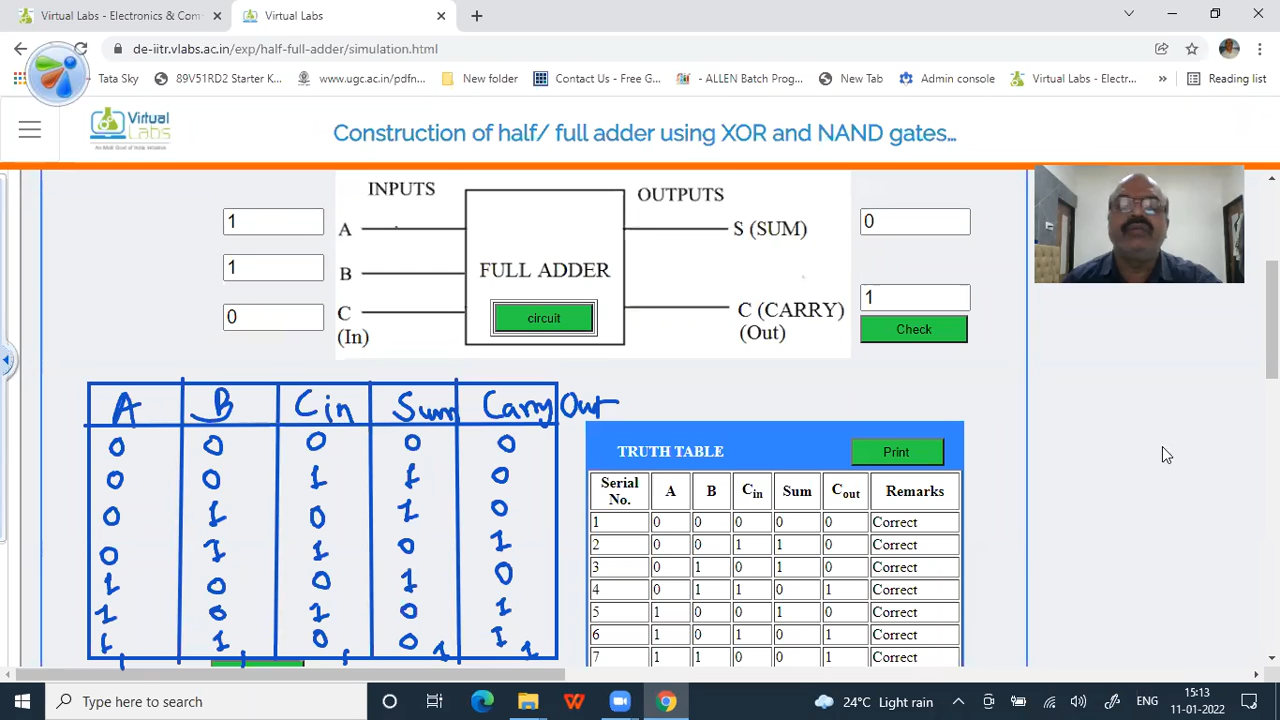 Virtual Labs - Electronics & Com
Virtual Labs
de-iitr.vlabs.ac.in/exp/half-full-adder/simulation.html
Tata Sky
89V51RD2 Starter K...
www.ugc.ac.in/pdfn...
New folder
Contact Us - Free G...
- ALLEN Batch Prog...
New Tab
Admin console
Virtual Labs - Electr...
»
Reading list
Virtual Labs
Construction of half/ full adder using XOR and NAND gates...
INPUTS
OUTPUTS
1 A
S (SUM) 0
1 B
FULL ADDER
0 C (In)
circuit
C (CARRY) (Out) 1
Check
A B Cin Sum Carry Out
0 0 0 0 0
0 0 1 1 0
0 1 0 1 0
0 1 1 0 1
1 0 0 1 0
1 0 1 0 1
1 1 0 0 1
1 1 1 1 1
TRUTH TABLE Print
Serial No. A B Cin Sum Cout Remarks
1 0 0 0 0 0 Correct
2 0 0 1 1 0 Correct
3 0 1 0 1 0 Correct
4 0 1 1 0 1 Correct
5 1 0 0 1 0 Correct
6 1 0 1 0 1 Correct
7 1 1 0 0 1 Correct
Type here to search
24°C Light rain
ENG
15:13
11-01-2022